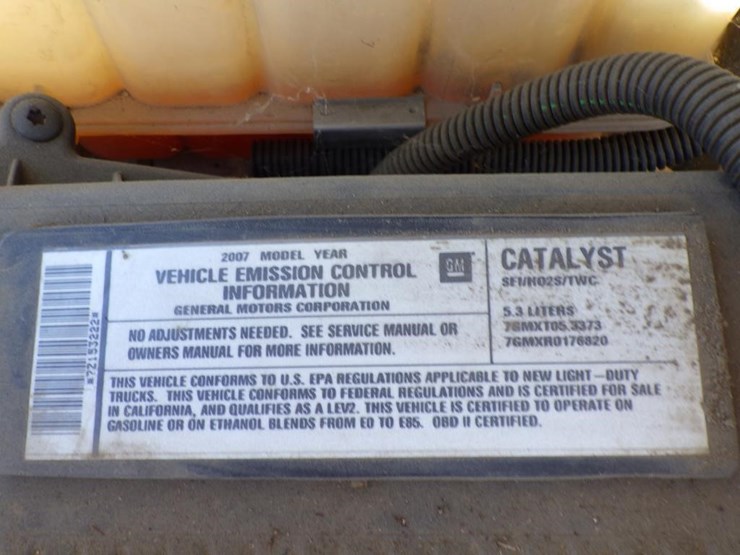 *72153222*
2007 MODEL YEAR
VEHICLE EMISSION CONTROL
INFORMATION
GENERAL MOTORS CORPORATION
GM
NO ADJUSTMENTS NEEDED. SEE SERVICE MANUAL OR
OWNERS MANUAL FOR MORE INFORMATION.
CATALYST
SFI/HO2S/TWC
5.3 LITERS
7GMXT05.3373
7GMXR0176820
THIS VEHICLE CONFORMS TO U.S. EPA REGULATIONS APPLICABLE TO NEW LIGHT-DUTY
TRUCKS. THIS VEHICLE CONFORMS TO FEDERAL REGULATIONS AND IS CERTIFIED FOR SALE
IN CALIFORNIA, AND QUALIFIES AS A LEV2. THIS VEHICLE IS CERTIFIED TO OPERATE ON
GASOLINE OR ON ETHANOL BLENDS FROM E0 TO E85. OBD II CERTIFIED.